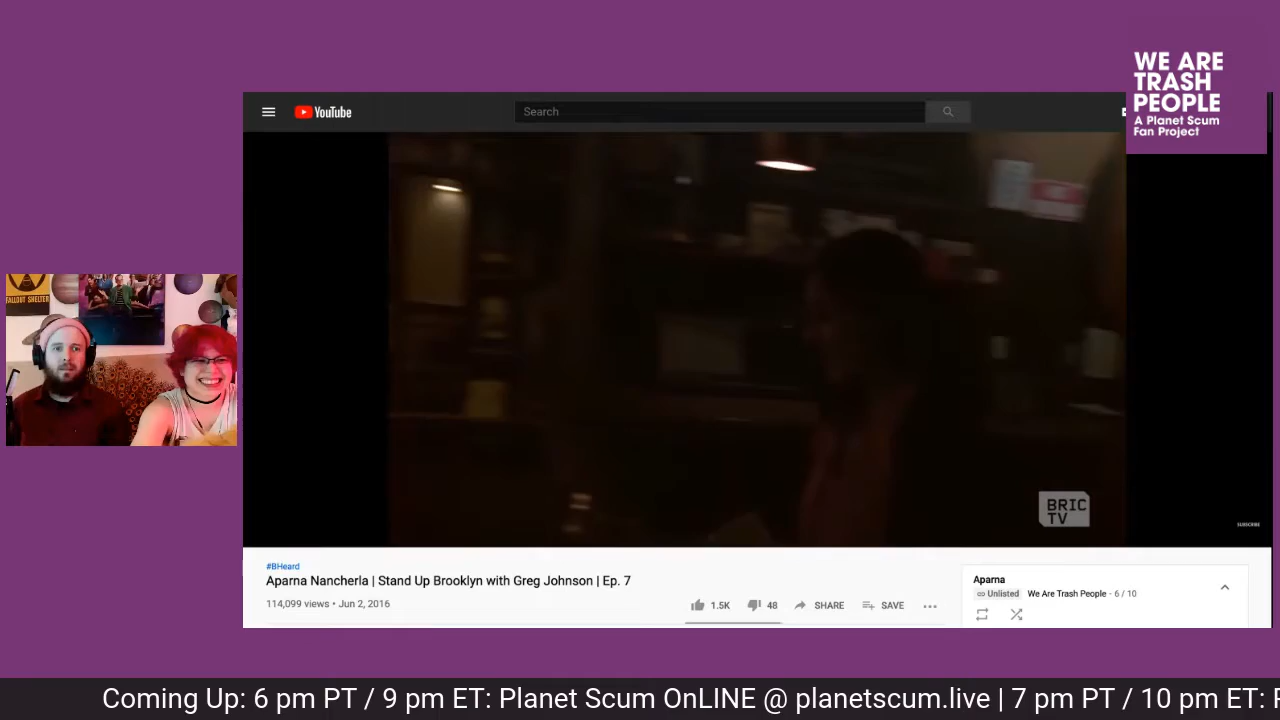 WE ARE
TRASH
PEOPLE
A Planet Scum
Fan Project
YouTube
Search
FALLOUT SHELTER
BRIC
TV
SUBSCRIBE
#BHeard
Aparna Nancherla | Stand Up Brooklyn with Greg Johnson | Ep. 7
114,099 views • Jun 2, 2016
1.5K 48 SHARE SAVE
Aparna
Unlisted We Are Trash People - 6 / 10
Coming Up: 6 pm PT / 9 pm ET: Planet Scum OnLINE @ planetscum.live | 7 pm PT / 10 pm ET: